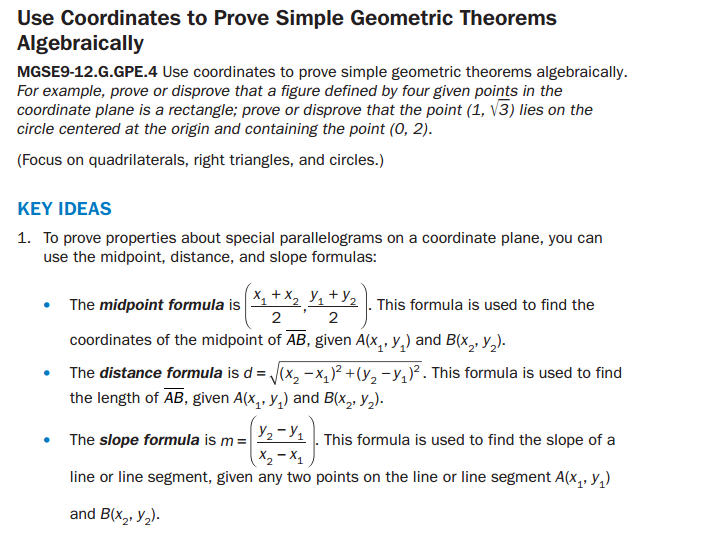 Use Coordinates to Prove Simple Geometric Theorems
Algebraically
MGSE9-12.G.GPE.4 Use coordinates to prove simple geometric theorems algebraically.
For example, prove or disprove that a figure defined by four given points in the
coordinate plane is a rectangle; prove or disprove that the point (1, √3) lies on the
circle centered at the origin and containing the point (0, 2).
(Focus on quadrilaterals, right triangles, and circles.)
KEY IDEAS
1. To prove properties about special parallelograms on a coordinate plane, you can
use the midpoint, distance, and slope formulas:
• The midpoint formula is ((x₁ + x₂)/2, (y₁ + y₂)/2). This formula is used to find the
coordinates of the midpoint of A̅B̅, given A(x₁, y₁) and B(x₂, y₂).
• The distance formula is d = √((x₂ − x₁)² + (y₂ − y₁)²). This formula is used to find
the length of A̅B̅, given A(x₁, y₁) and B(x₂, y₂).
• The slope formula is m = ((y₂ − y₁)/(x₂ − x₁)). This formula is used to find the slope of a
line or line segment, given any two points on the line or line segment A(x₁, y₁)
and B(x₂, y₂).